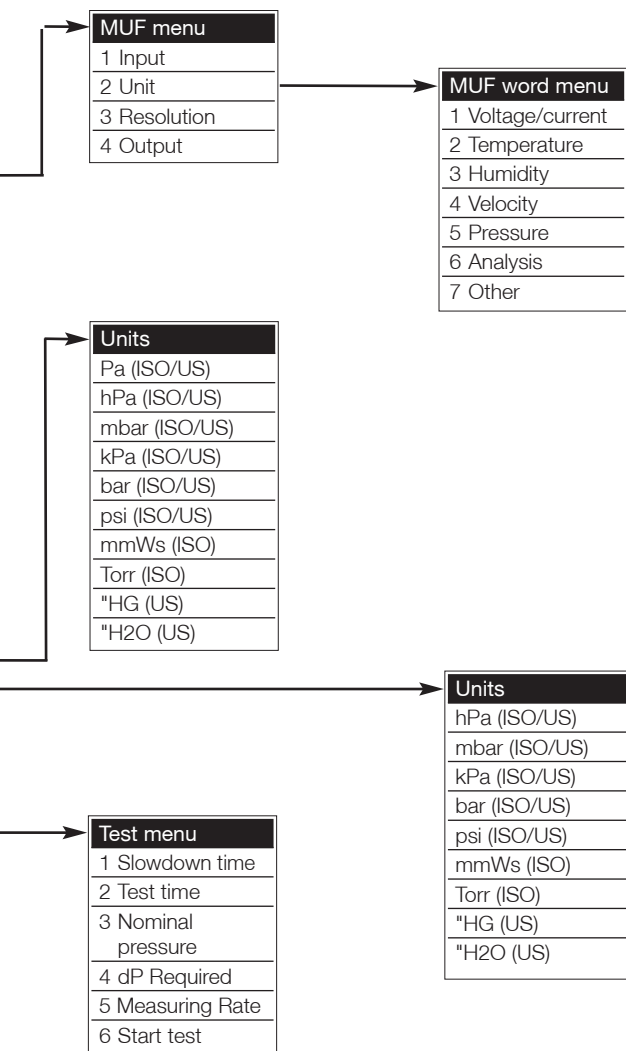 MUF menu
1 Input
2 Unit
3 Resolution
4 Output
MUF word menu
1 Voltage/current
2 Temperature
3 Humidity
4 Velocity
5 Pressure
6 Analysis
7 Other
Units
Pa (ISO/US)
hPa (ISO/US)
mbar (ISO/US)
kPa (ISO/US)
bar (ISO/US)
psi (ISO/US)
mmWs (ISO)
Torr (ISO)
"HG (US)
"H2O (US)
Units
hPa (ISO/US)
mbar (ISO/US)
kPa (ISO/US)
bar (ISO/US)
psi (ISO/US)
mmWs (ISO)
Torr (ISO)
"HG (US)
"H2O (US)
Test menu
1 Slowdown time
2 Test time
3 Nominal
pressure
4 dP Required
5 Measuring Rate
6 Start test